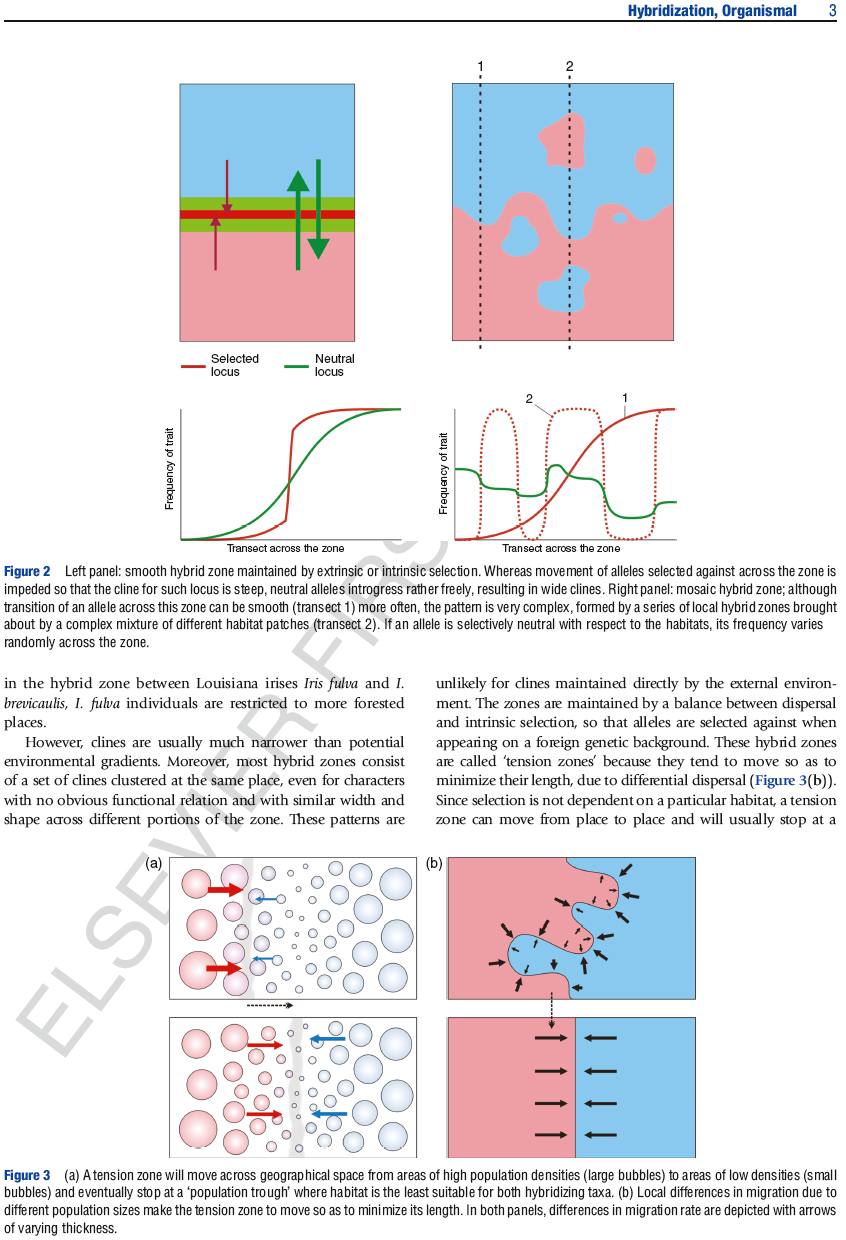 Hybridization, Organismal 3
1 2
Selected locus
Neutral locus
Frequency of trait
Transect across the zone
2 1
Frequency of trait
Transect across the zone
Figure 2 Left panel: smooth hybrid zone maintained by extrinsic or intrinsic selection. Whereas movement of alleles selected against across the zone is
impeded so that the cline for such locus is steep, neutral alleles introgress rather freely, resulting in wide clines. Right panel: mosaic hybrid zone; although
transition of an allele across this zone can be smooth (transect 1) more often, the pattern is very complex, formed by a series of local hybrid zones brought
about by a complex mixture of different habitat patches (transect 2). If an allele is selectively neutral with respect to the habitats, its frequency varies
randomly across the zone.
in the hybrid zone between Louisiana irises Iris fulva and I.
brevicaulis, I. fulva individuals are restricted to more forested
places.
However, clines are usually much narrower than potential
environmental gradients. Moreover, most hybrid zones consist
of a set of clines clustered at the same place, even for characters
with no obvious functional relation and with similar width and
shape across different portions of the zone. These patterns are
unlikely for clines maintained directly by the external environ-
ment. The zones are maintained by a balance between dispersal
and intrinsic selection, so that alleles are selected against when
appearing on a foreign genetic background. These hybrid zones
are called ‘tension zones’ because they tend to move so as to
minimize their length, due to differential dispersal (Figure 3(b)).
Since selection is not dependent on a particular habitat, a tension
zone can move from place to place and will usually stop at a
(a)
(b)
Figure 3 (a) A tension zone will move across geographical space from areas of high population densities (large bubbles) to areas of low densities (small
bubbles) and eventually stop at a ‘population trough’ where habitat is the least suitable for both hybridizing taxa. (b) Local differences in migration due to
different population sizes make the tension zone to move so as to minimize its length. In both panels, differences in migration rate are depicted with arrows
of varying thickness.
ELSEVIER FIRS